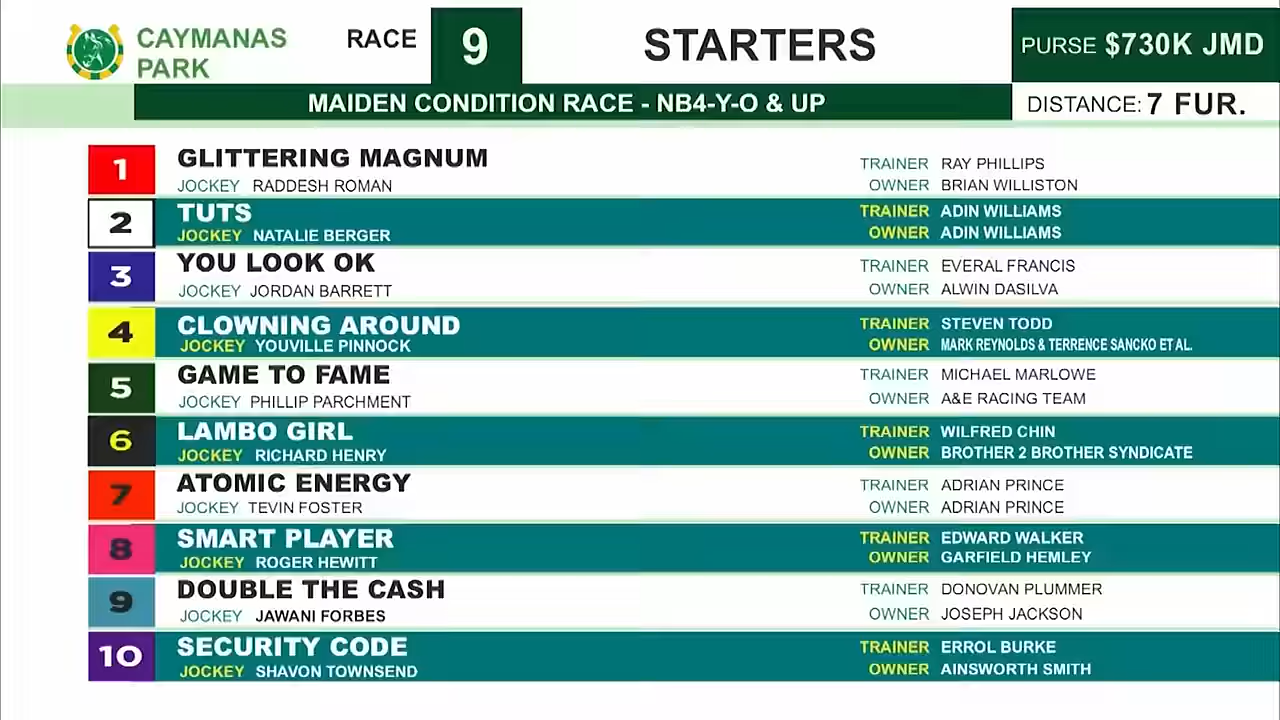 CAYMANAS PARK
RACE 9
STARTERS
PURSE $730K JMD
MAIDEN CONDITION RACE - NB4-Y-O & UP
DISTANCE: 7 FUR.
1 GLITTERING MAGNUM
JOCKEY RADDESH ROMAN
TRAINER RAY PHILLIPS
OWNER BRIAN WILLISTON
2 TUTS
JOCKEY NATALIE BERGER
TRAINER ADIN WILLIAMS
OWNER ADIN WILLIAMS
3 YOU LOOK OK
JOCKEY JORDAN BARRETT
TRAINER EVERAL FRANCIS
OWNER ALWIN DASILVA
4 CLOWNING AROUND
JOCKEY YOUVILLE PINNOCK
TRAINER STEVEN TODD
OWNER MARK REYNOLDS & TERRENCE SANCKO ET AL.
5 GAME TO FAME
JOCKEY PHILLIP PARCHMENT
TRAINER MICHAEL MARLOWE
OWNER A&E RACING TEAM
6 LAMBO GIRL
JOCKEY RICHARD HENRY
TRAINER WILFRED CHIN
OWNER BROTHER 2 BROTHER SYNDICATE
7 ATOMIC ENERGY
JOCKEY TEVIN FOSTER
TRAINER ADRIAN PRINCE
OWNER ADRIAN PRINCE
8 SMART PLAYER
JOCKEY ROGER HEWITT
TRAINER EDWARD WALKER
OWNER GARFIELD HEMLEY
9 DOUBLE THE CASH
JOCKEY JAWANI FORBES
TRAINER DONOVAN PLUMMER
OWNER JOSEPH JACKSON
10 SECURITY CODE
JOCKEY SHAVON TOWNSEND
TRAINER ERROL BURKE
OWNER AINSWORTH SMITH